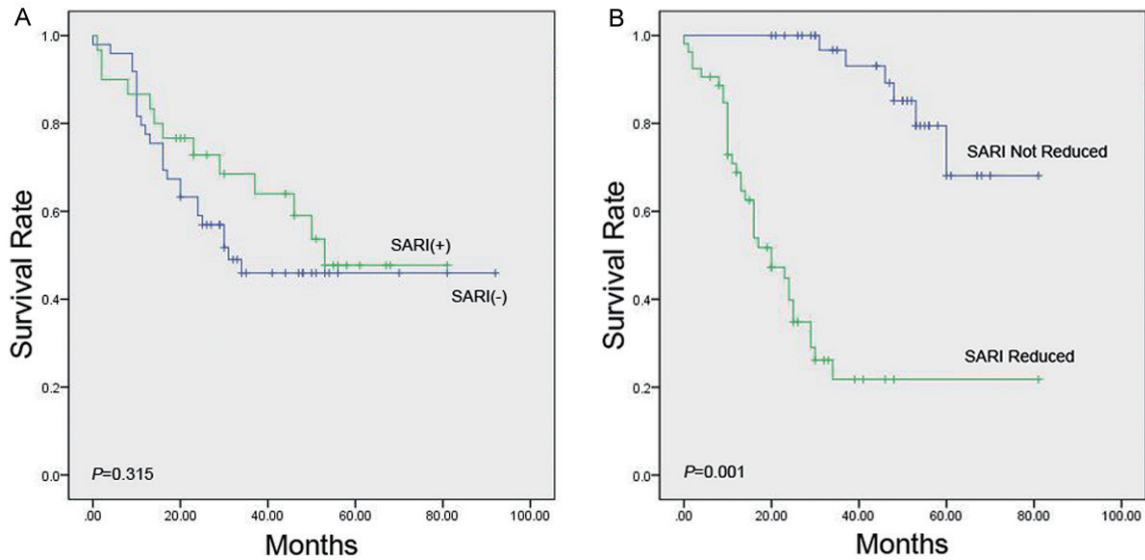 A
Survival Rate
1.0
0.8
0.6
0.4
0.2
0.0
SARI(+)
SARI(-)
P=0.315
.00 20.00 40.00 60.00 80.00 100.00
Months
B
Survival Rate
1.0
0.8
0.6
0.4
0.2
0.0
SARI Not Reduced
SARI Reduced
P=0.001
.00 20.00 40.00 60.00 80.00 100.00
Months